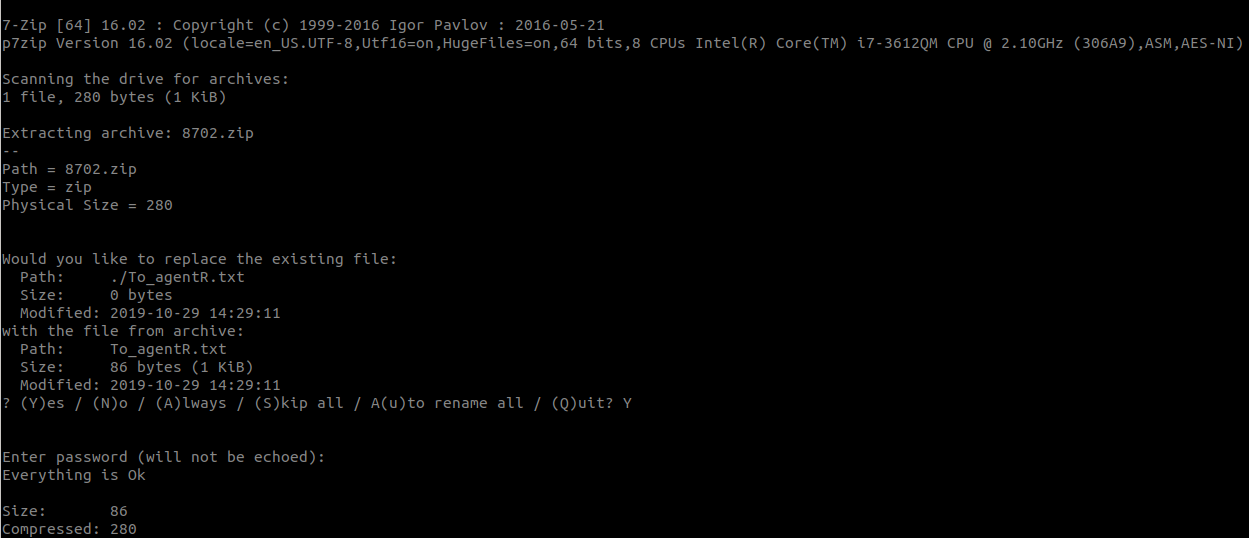 7-Zip [64] 16.02 : Copyright (c) 1999-2016 Igor Pavlov : 2016-05-21
p7zip Version 16.02 (locale=en_US.UTF-8,Utf16=on,HugeFiles=on,64 bits,8 CPUs Intel(R) Core(TM) i7-3612QM CPU @ 2.10GHz (306A9),ASM,AES-NI)
Scanning the drive for archives:
1 file, 280 bytes (1 KiB)
Extracting archive: 8702.zip
--
Path = 8702.zip
Type = zip
Physical Size = 280
Would you like to replace the existing file:
  Path:     ./To_agentR.txt
  Size:     0 bytes
  Modified: 2019-10-29 14:29:11
with the file from archive:
  Path:     To_agentR.txt
  Size:     86 bytes (1 KiB)
  Modified: 2019-10-29 14:29:11
? (Y)es / (N)o / (A)lways / (S)kip all / A(u)to rename all / (Q)uit? Y
Enter password (will not be echoed):
Everything is Ok
Size:       86
Compressed: 280